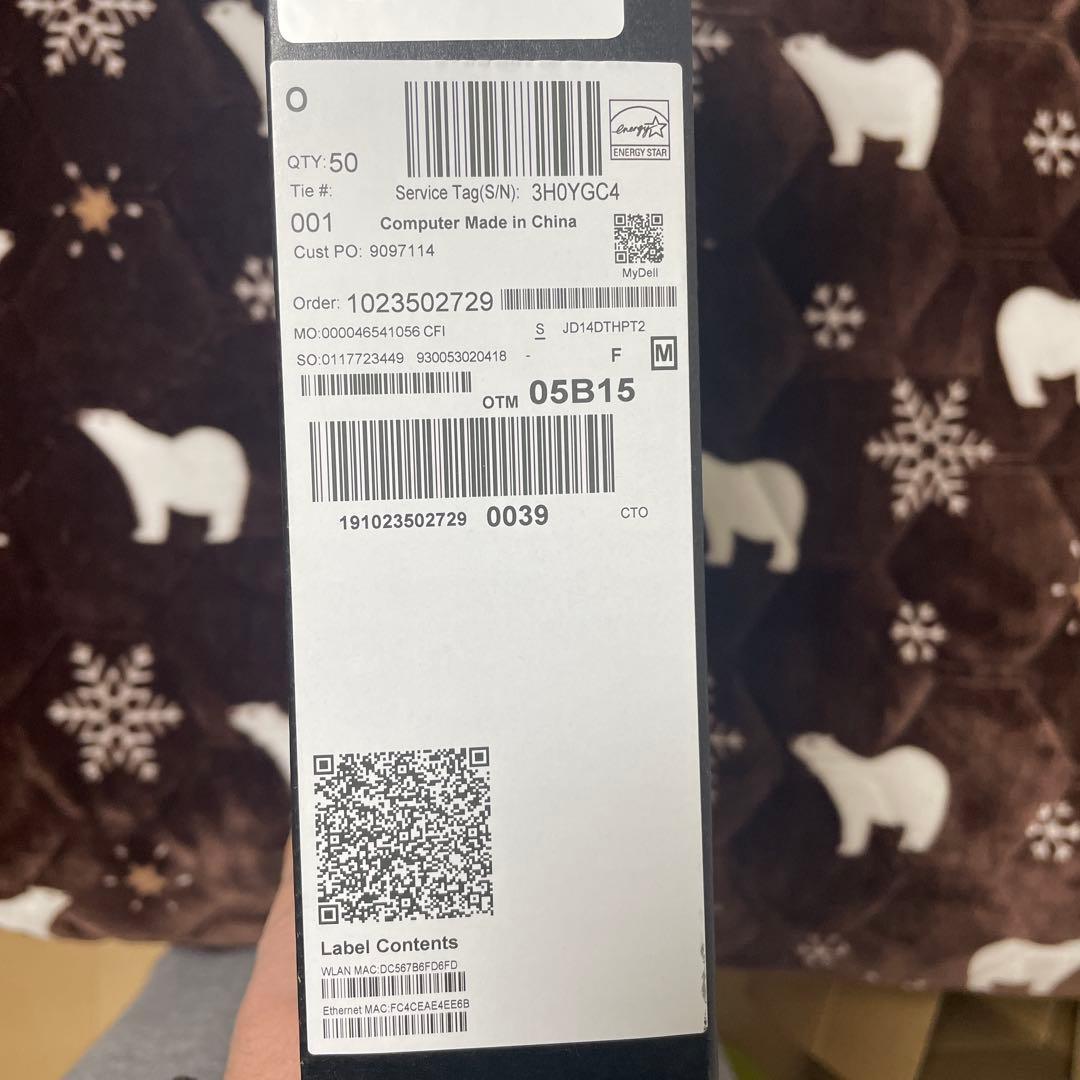 O
energy
ENERGY STAR
QTY: 50
Tie #:
Service Tag(S/N): 3H0YGC4
001 Computer Made in China
Cust PO: 9097114
MyDell
Order: 1023502729
MO:000046541056 CFI S JD14DTHPT2
SO:0117723449 930053020418 - F M
OTM 05B15
191023502729 0039 CTO
Label Contents
WLAN MAC:DC567B6FD6FD
Ethernet MAC:FC4CEAE4EE6B